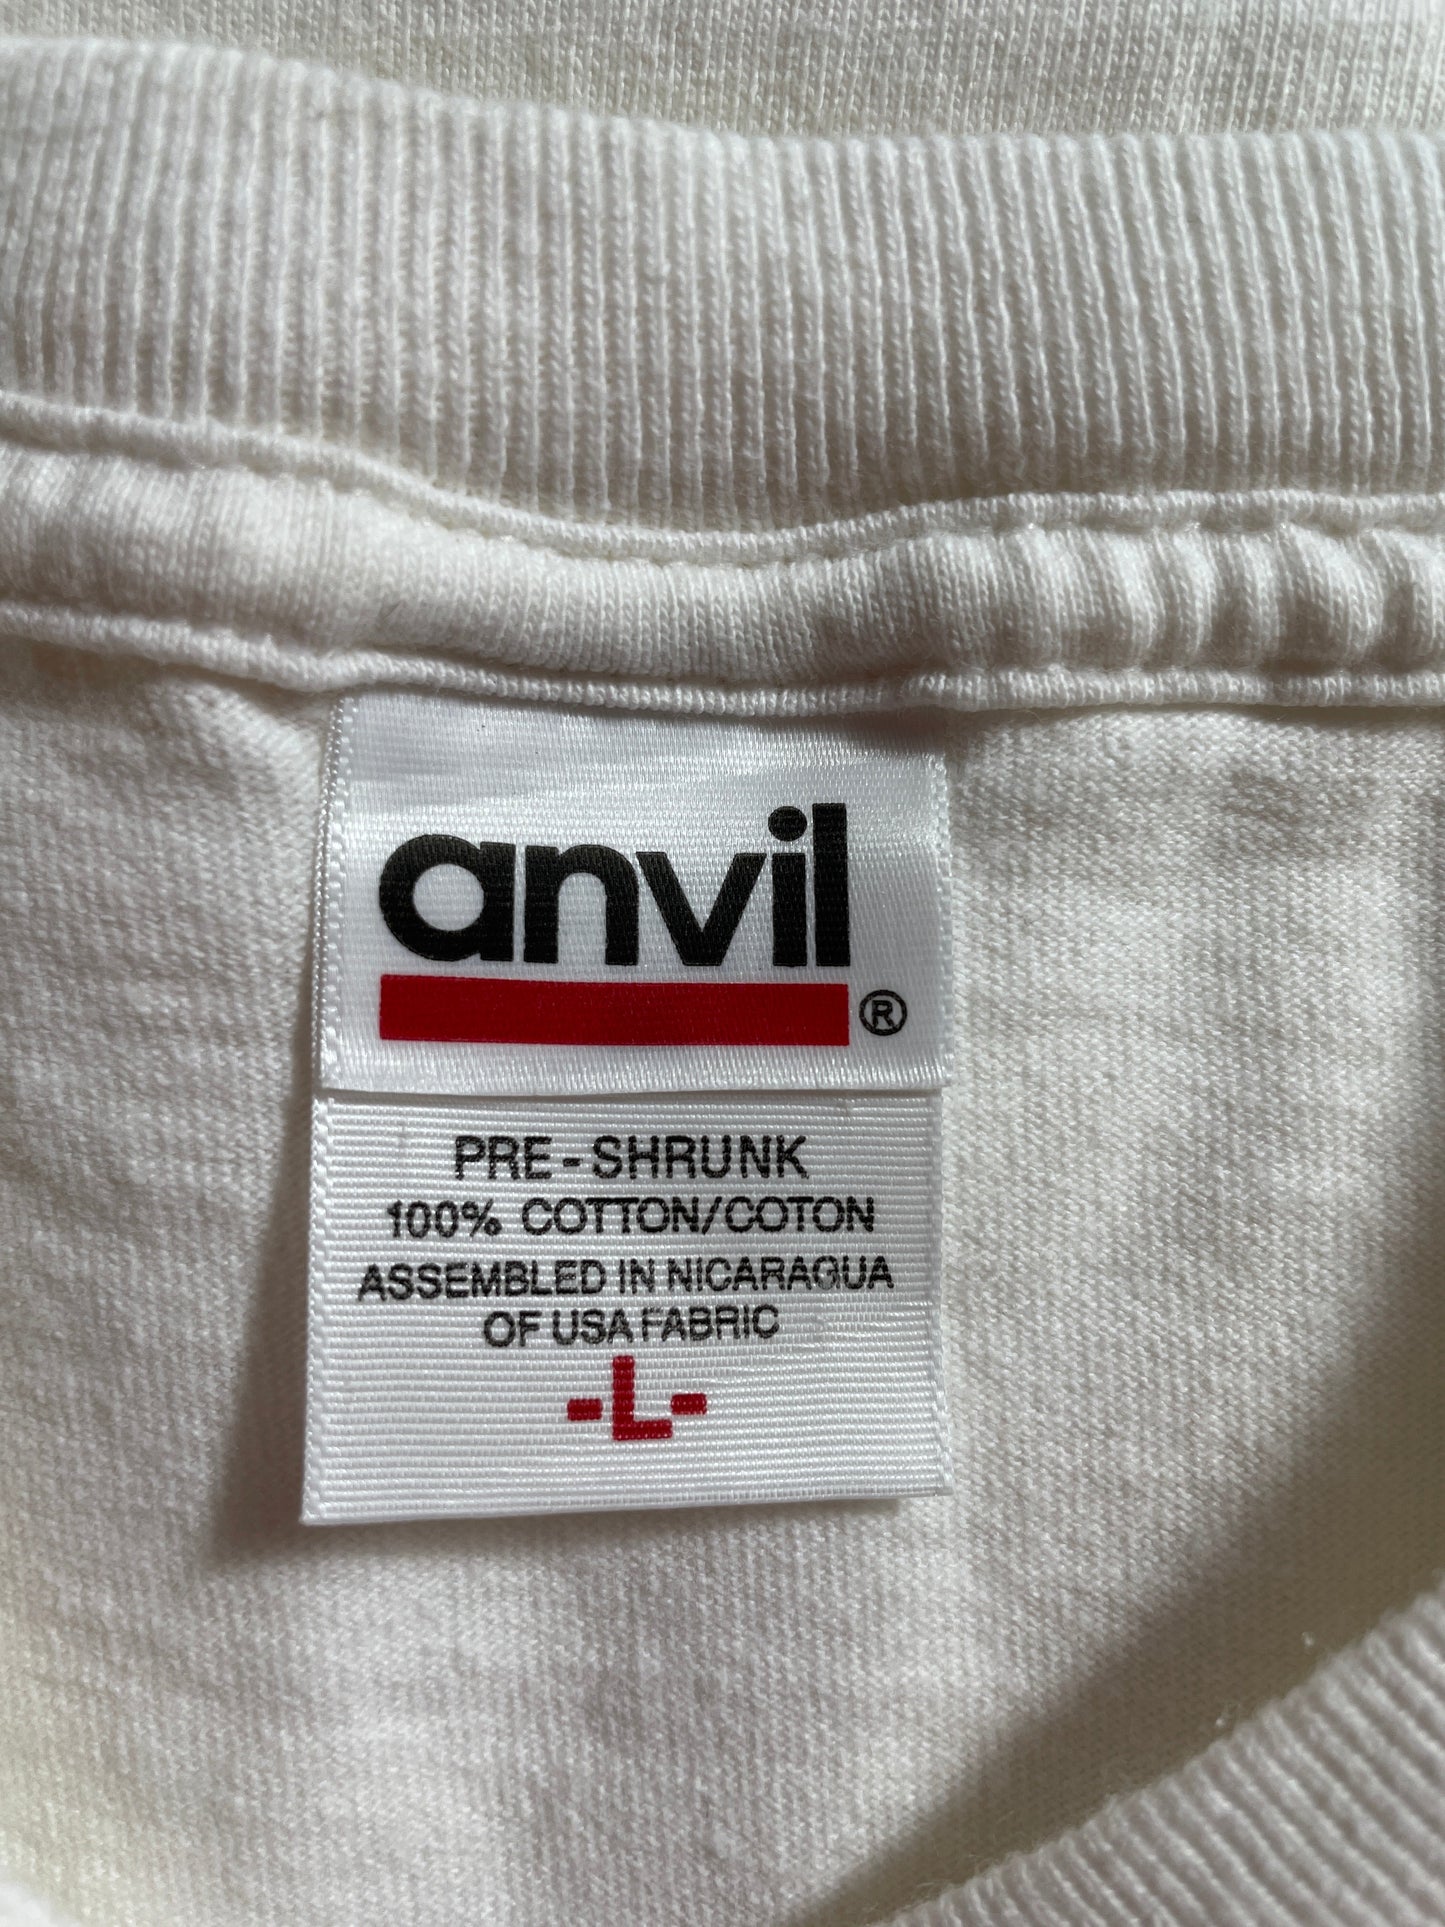 anvil
®
PRE-SHRUNK
100% COTTON/COTON
ASSEMBLED IN NICARAGUA
OF USA FABRIC
-L-